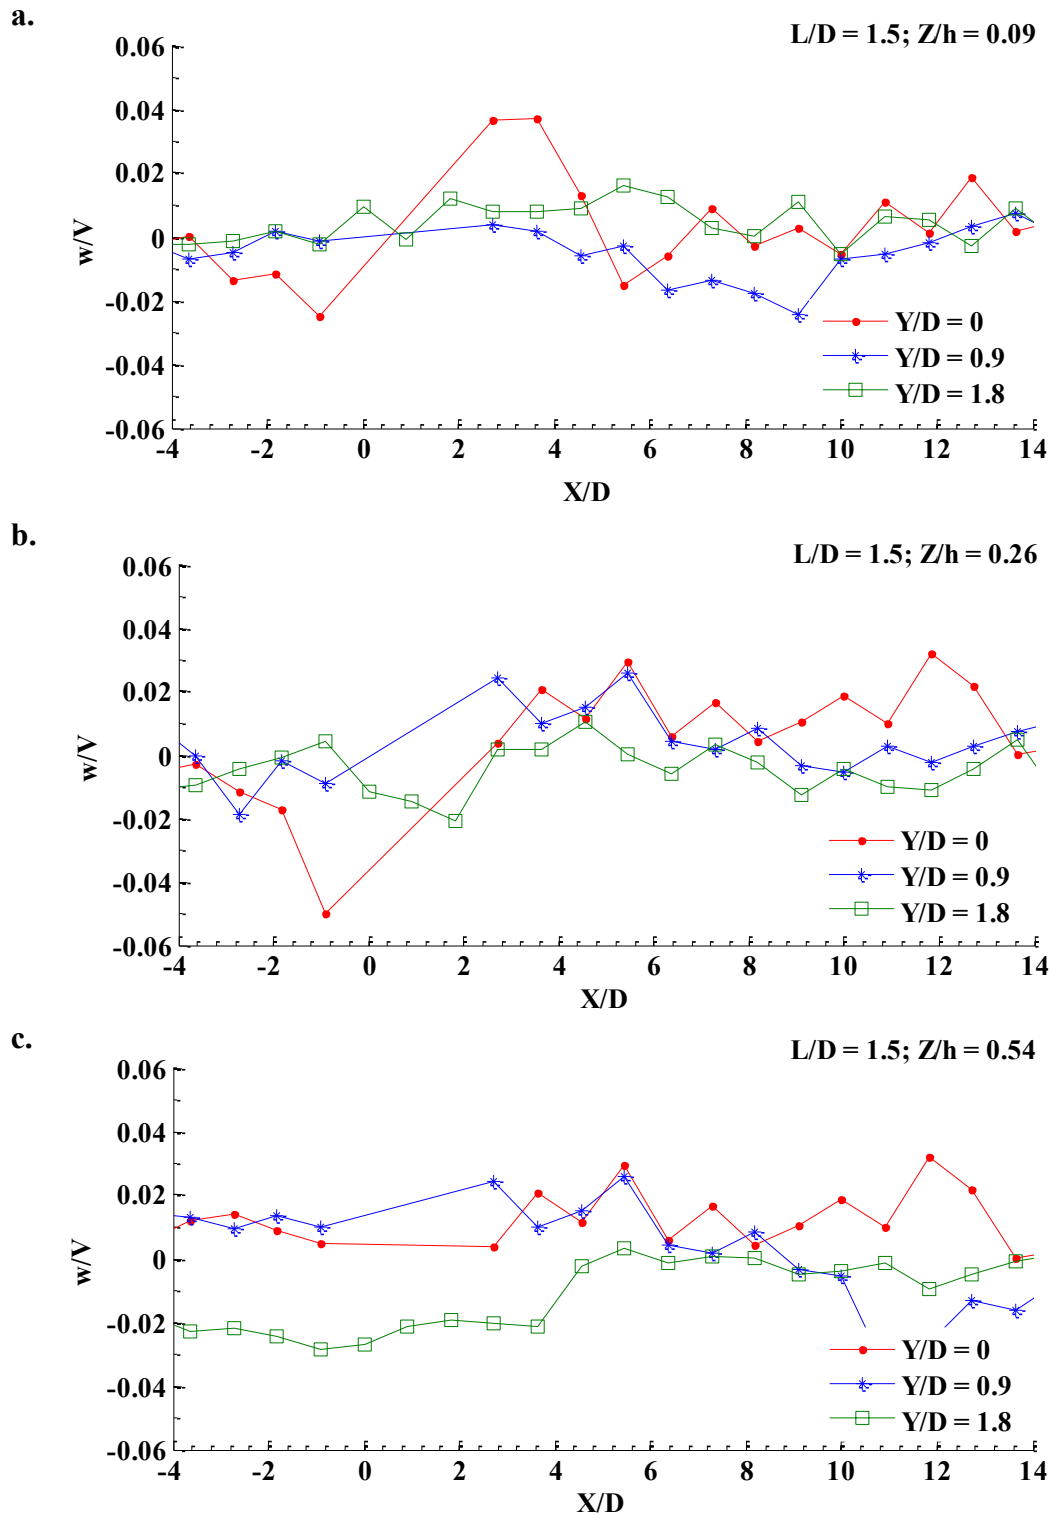 a.
L/D = 1.5; Z/h = 0.09
0.06
0.04
0.02
0
-0.02
-0.04
-0.06
w/V
Y/D = 0
Y/D = 0.9
Y/D = 1.8
-4 -2 0 2 4 6 8 10 12 14
X/D
b.
L/D = 1.5; Z/h = 0.26
0.06
0.04
0.02
0
-0.02
-0.04
-0.06
w/V
Y/D = 0
Y/D = 0.9
Y/D = 1.8
-4 -2 0 2 4 6 8 10 12 14
X/D
c.
L/D = 1.5; Z/h = 0.54
0.06
0.04
0.02
0
-0.02
-0.04
-0.06
w/V
Y/D = 0
Y/D = 0.9
Y/D = 1.8
-4 -2 0 2 4 6 8 10 12 14
X/D